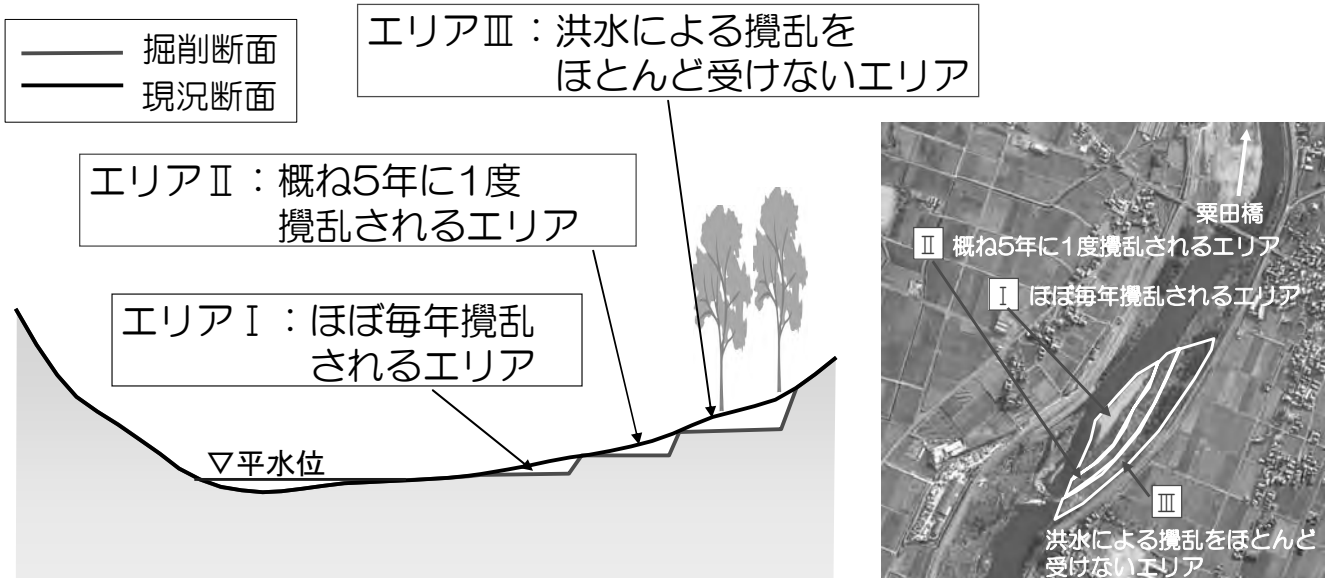 掘削断面
現況断面
エリアⅢ：洪水による攪乱を
ほとんど受けないエリア
エリアⅡ：概ね5年に1度
攪乱されるエリア
エリアⅠ：ほぼ毎年攪乱
されるエリア
▽平水位
粟田橋
Ⅱ 概ね5年に1度攪乱されるエリア
Ⅰ ほぼ毎年攪乱されるエリア
Ⅲ
洪水による攪乱をほとんど
受けないエリア